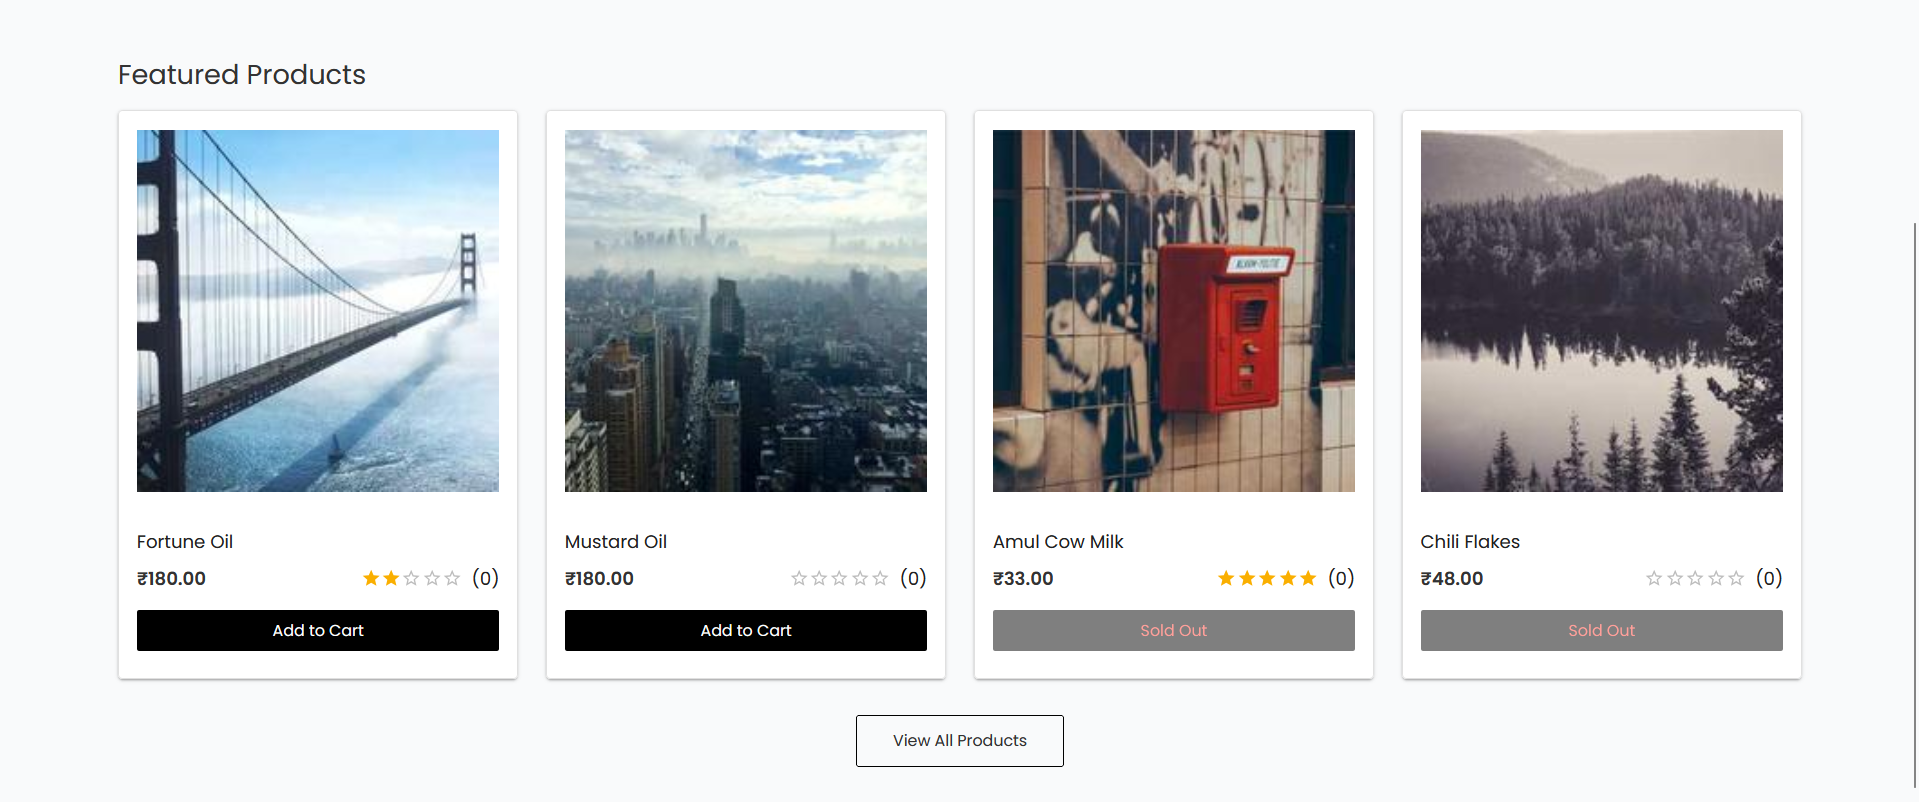 Featured Products
Fortune Oil
₹180.00 (0)
Add to Cart
Mustard Oil
₹180.00 (0)
Add to Cart
Amul Cow Milk
₹33.00 (0)
Sold Out
Chili Flakes
₹48.00 (0)
Sold Out
View All Products